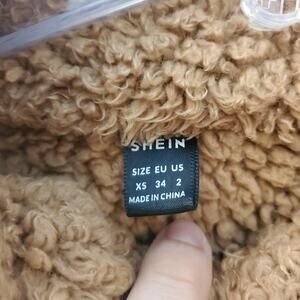 SHEIN
SIZE EU US
XS 34 2
MADE IN CHINA